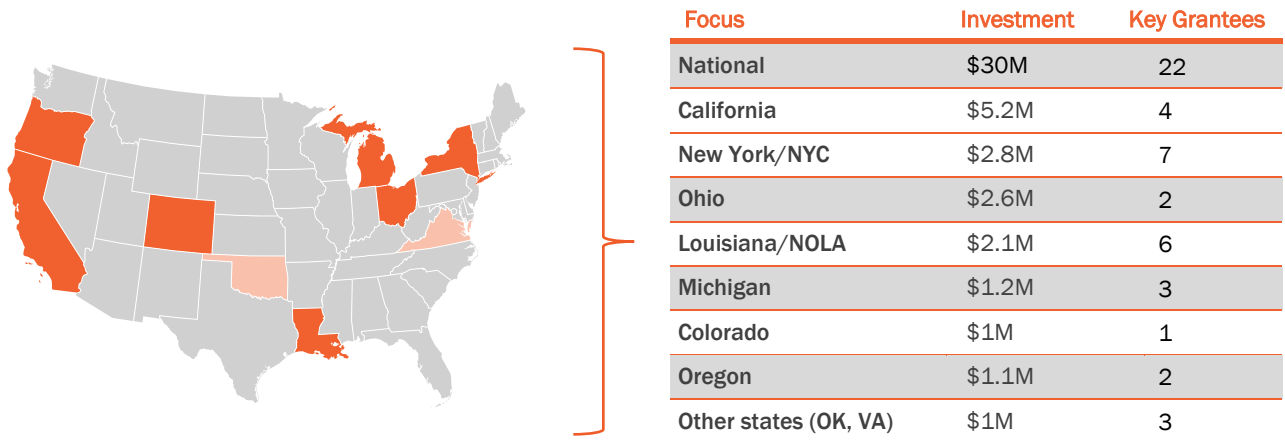 Focus Investment Key Grantees
National $30M 22
California $5.2M 4
New York/NYC $2.8M 7
Ohio $2.6M 2
Louisiana/NOLA $2.1M 6
Michigan $1.2M 3
Colorado $1M 1
Oregon $1.1M 2
Other states (OK, VA) $1M 3